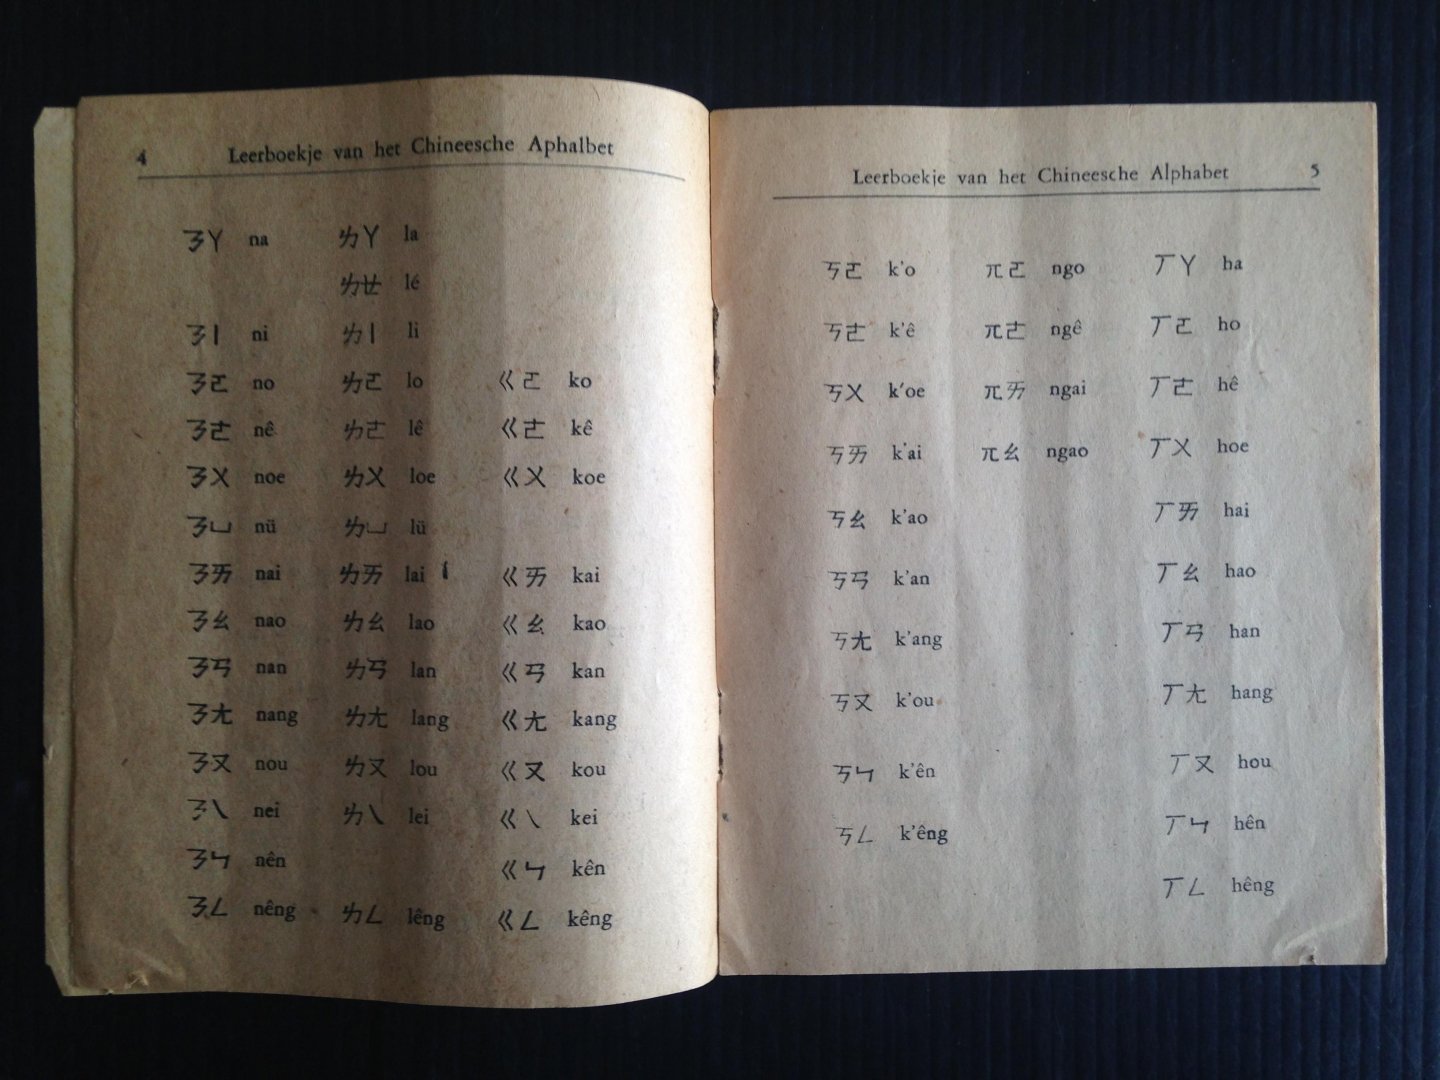 4 Leerboekje van het Chineesche Aphalbet
ㄋㄚ na ㄌㄚ la
ㄌㄝ lé
ㄋㄧ ni ㄌㄧ li
ㄋㄛ no ㄌㄛ lo ㄍㄛ ko
ㄋㄜ nê ㄌㄜ lê ㄍㄜ kê
ㄋㄨ noe ㄌㄨ loe ㄍㄨ koe
ㄋㄩ nü ㄌㄩ lü
ㄋㄞ nai ㄌㄞ lai ㄍㄞ kai
ㄋㄠ nao ㄌㄠ lao ㄍㄠ kao
ㄋㄢ nan ㄌㄢ lan ㄍㄢ kan
ㄋㄤ nang ㄌㄤ lang ㄍㄤ kang
ㄋㄡ nou ㄌㄡ lou ㄍㄡ kou
ㄋㄟ nei ㄌㄟ lei ㄍㄟ kei
ㄋㄣ nên ㄍㄣ kên
ㄋㄥ nêng ㄌㄥ lêng ㄍㄥ kêng
Leerboekje van het Chineesche Alphabet 5
ㄎㄛ k'o ㄫㄛ ngo ㄏㄚ ha
ㄎㄜ k'ê ㄫㄜ ngê ㄏㄛ ho
ㄎㄨ k'oe ㄫㄞ ngai ㄏㄜ hê
ㄎㄞ k'ai ㄫㄠ ngao ㄏㄨ hoe
ㄎㄠ k'ao ㄏㄞ hai
ㄎㄢ k'an ㄏㄠ hao
ㄎㄤ k'ang ㄏㄢ han
ㄎㄡ k'ou ㄏㄤ hang
ㄎㄣ k'ên ㄏㄡ hou
ㄎㄥ k'êng ㄏㄣ hên
ㄏㄥ hêng